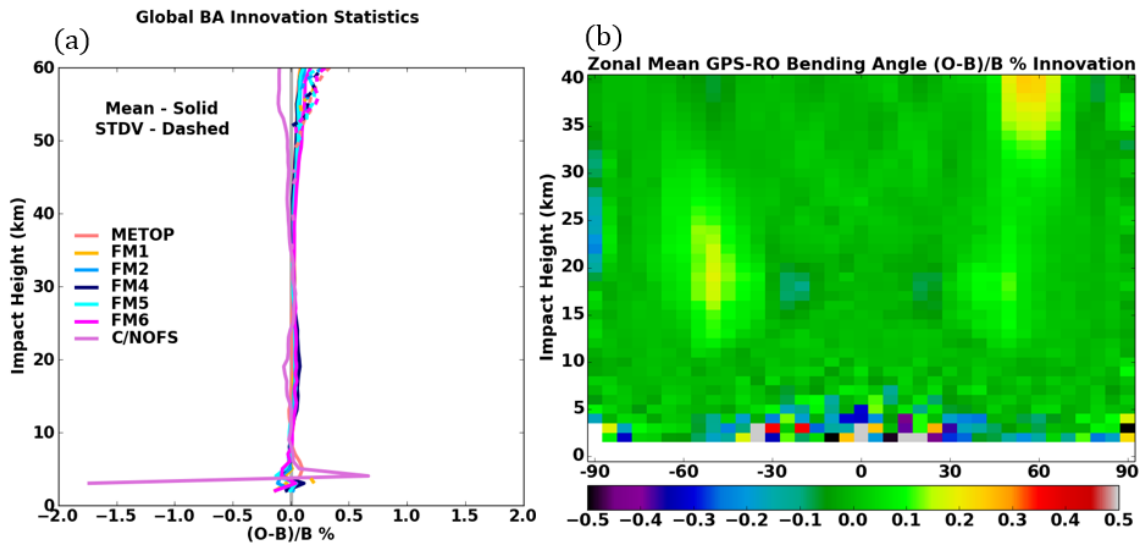 Global BA Innovation Statistics
(a)
Mean - Solid
STDV - Dashed
METOP
FM1
FM2
FM4
FM5
FM6
C/NOFS
Impact Height (km)
60
50
40
30
20
10
0
−2.0 −1.5 −1.0 −0.5 0.0 0.5 1.0 1.5 2.0
(O-B)/B %
(b)
Zonal Mean GPS-RO Bending Angle (O-B)/B % Innovation
Impact Height (km)
40
35
30
25
20
15
10
5
0
-90 -60 -30 0 30 60 90
−0.5 −0.4 −0.3 −0.2 −0.1 0.0 0.1 0.2 0.3 0.4 0.5